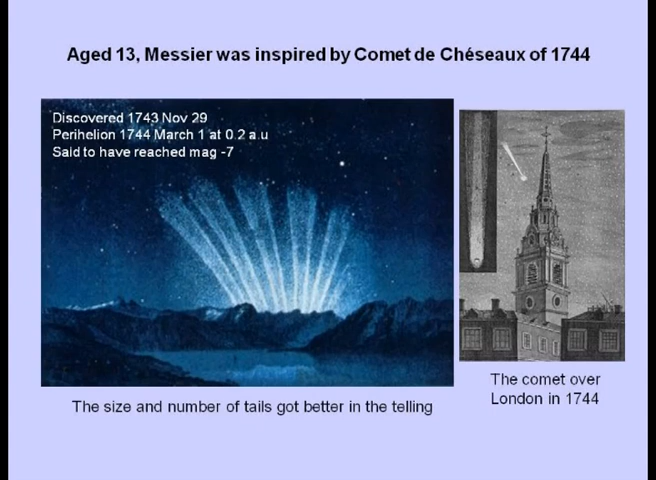 Aged 13, Messier was inspired by Comet de Chéseaux of 1744
Discovered 1743 Nov 29
Perihelion 1744 March 1 at 0.2 a.u
Said to have reached mag -7
The size and number of tails got better in the telling
The comet over
London in 1744